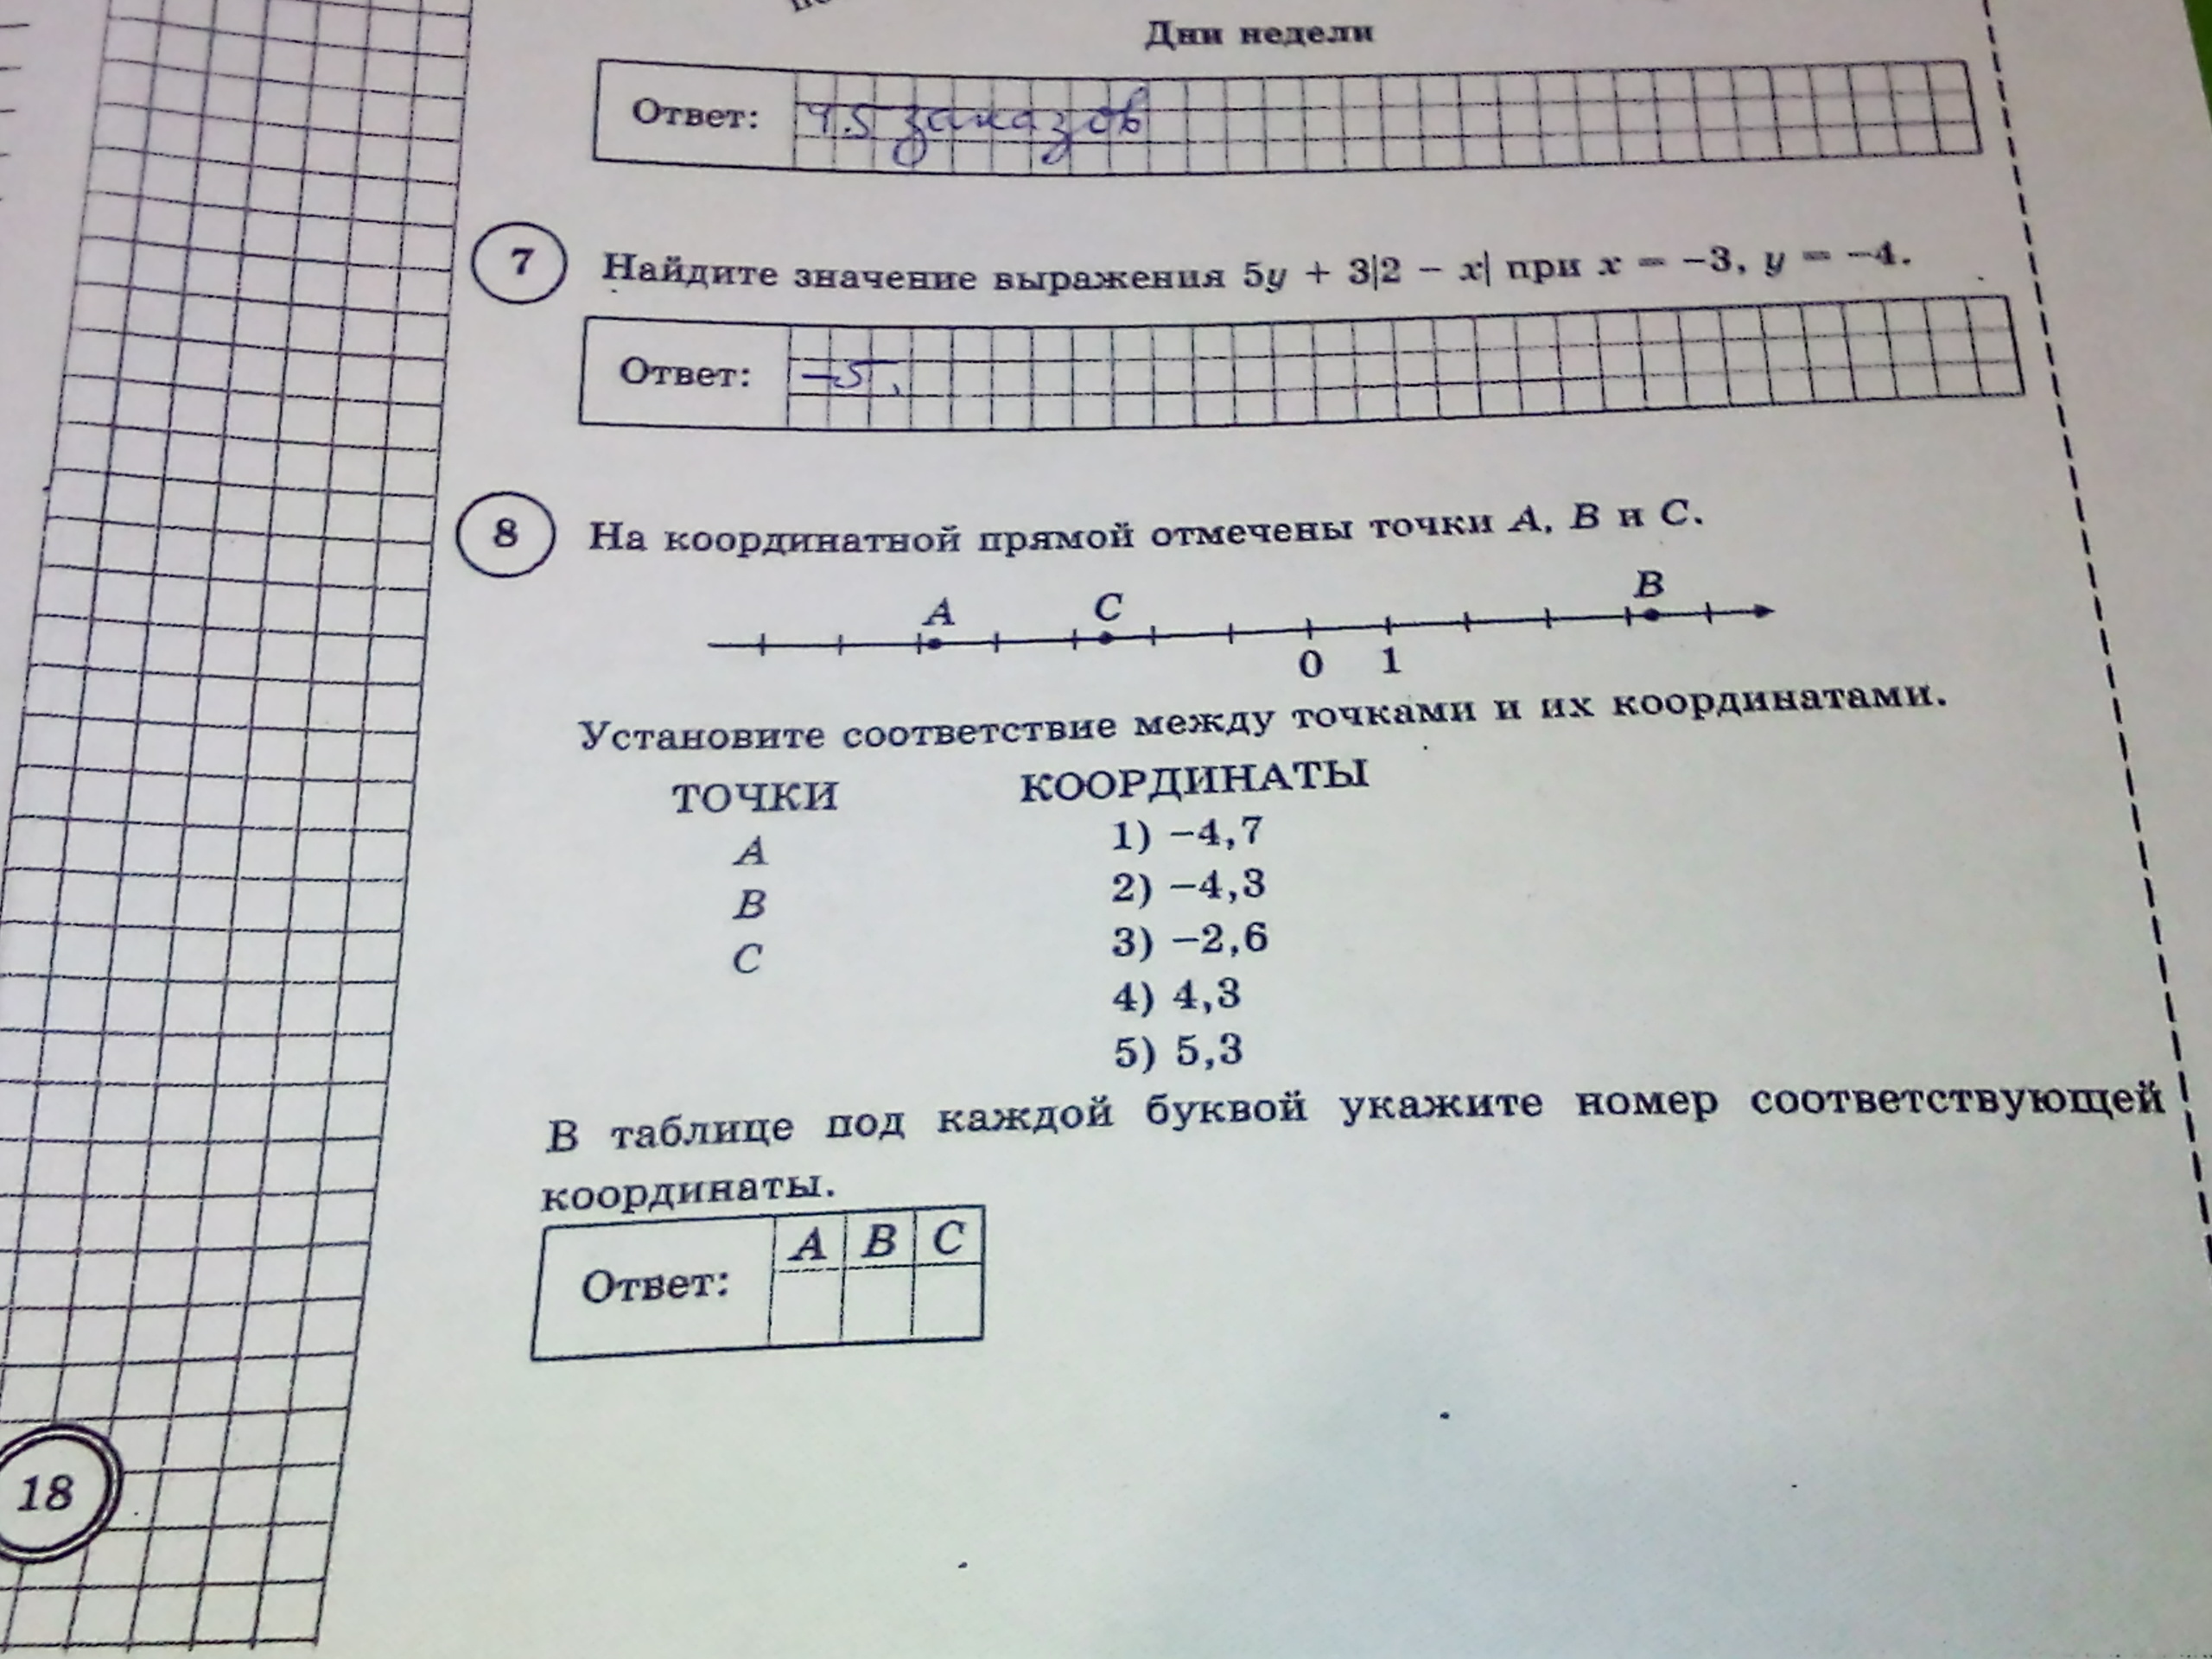 Дни недели
Ответ: 45 заказов
7 Найдите значение выражения 5y + 3|2 − x| при x = −3, y = −4.
Ответ: −5.
8 На координатной прямой отмечены точки A, B и C.
A C B
0 1
Установите соответствие между точками и их координатами.
ТОЧКИ КООРДИНАТЫ
A 1) −4,7
B 2) −4,3
C 3) −2,6
4) 4,3
5) 5,3
В таблице под каждой буквой укажите номер соответствующей
координаты.
A B C
Ответ:
18